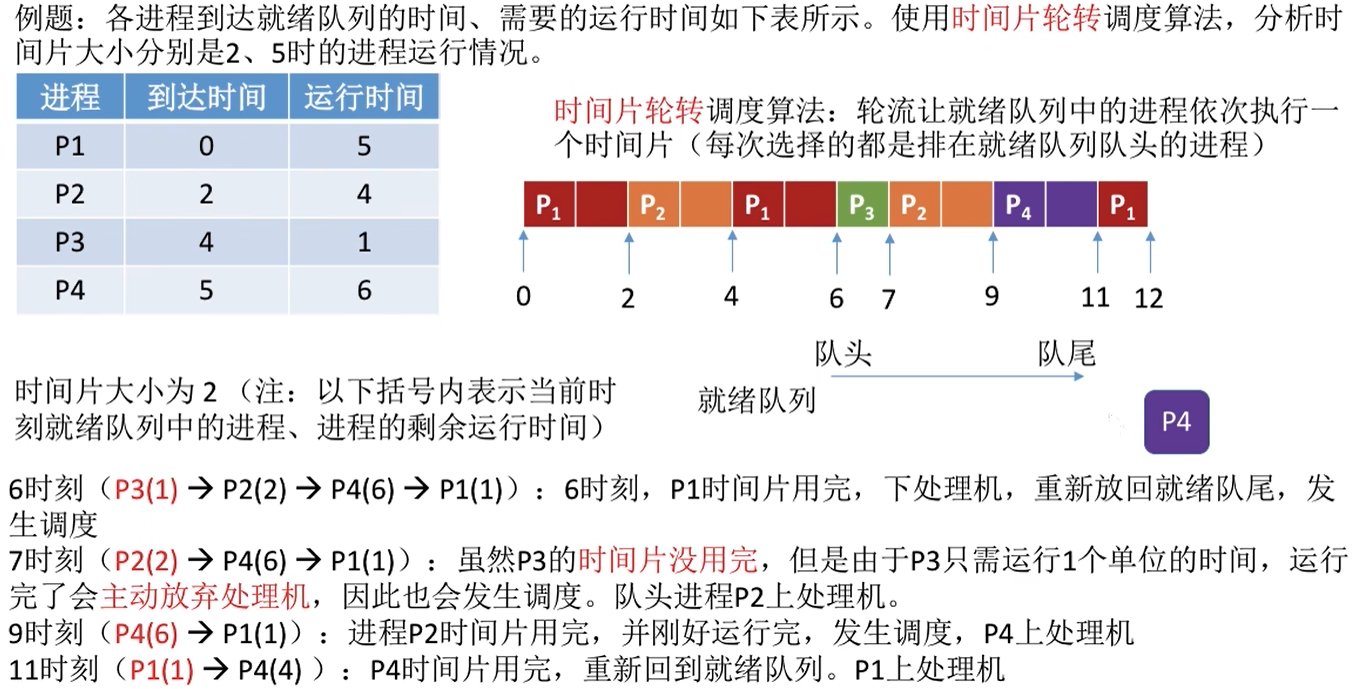 例题：各进程到达就绪队列的时间、需要的运行时间如下表所示。使用时间片轮转调度算法，分析时
间片大小分别是2、5时的进程运行情况。
进程 到达时间 运行时间
P1 0 5
P2 2 4
P3 4 1
P4 5 6
时间片轮转调度算法：轮流让就绪队列中的进程依次执行一
个时间片（每次选择的都是排在就绪队列队头的进程）
P1 P2 P1 P3 P2 P4 P1
0 2 4 6 7 9 11 12
队头 队尾
就绪队列
P4
时间片大小为 2 （注：以下括号内表示当前时
刻就绪队列中的进程、进程的剩余运行时间）
6时刻（P3(1) → P2(2) → P4(6) → P1(1)）：6时刻，P1时间片用完，下处理机，重新放回就绪队尾，发
生调度
7时刻（P2(2) → P4(6) → P1(1)）：虽然P3的时间片没用完，但是由于P3只需运行1个单位的时间，运行
完了会主动放弃处理机，因此也会发生调度。队头进程P2上处理机。
9时刻（P4(6) → P1(1)）：进程P2时间片用完，并刚好运行完，发生调度，P4上处理机
11时刻（P1(1) → P4(4) ）：P4时间片用完，重新回到就绪队列。P1上处理机